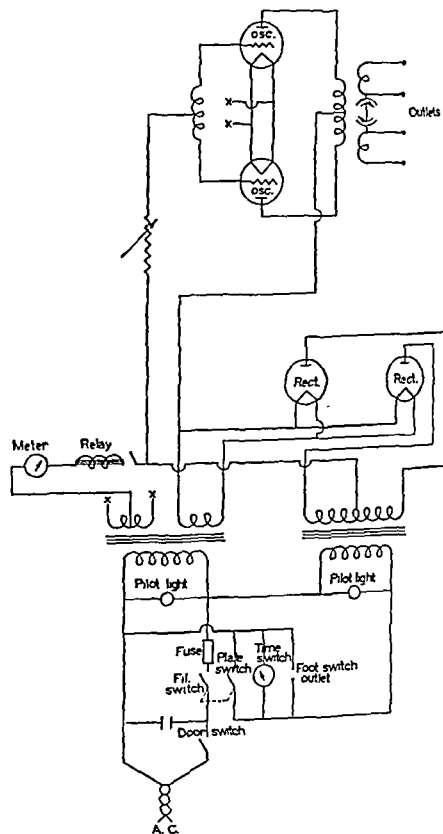 osc.
x
x
Outlets
osc.
Rect.
Rect.
Meter
Relay
x
x
Pilot light
Pilot light
Fuse
Plate switch
Time switch
Fil. switch
Foot switch outlet
Door switch
A. C.